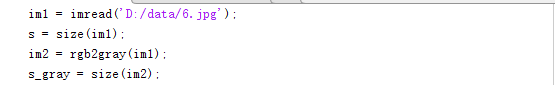 im1 = imread('D:/data/6.jpg');
s = size(im1);
im2 = rgb2gray(im1);
s_gray = size(im2);